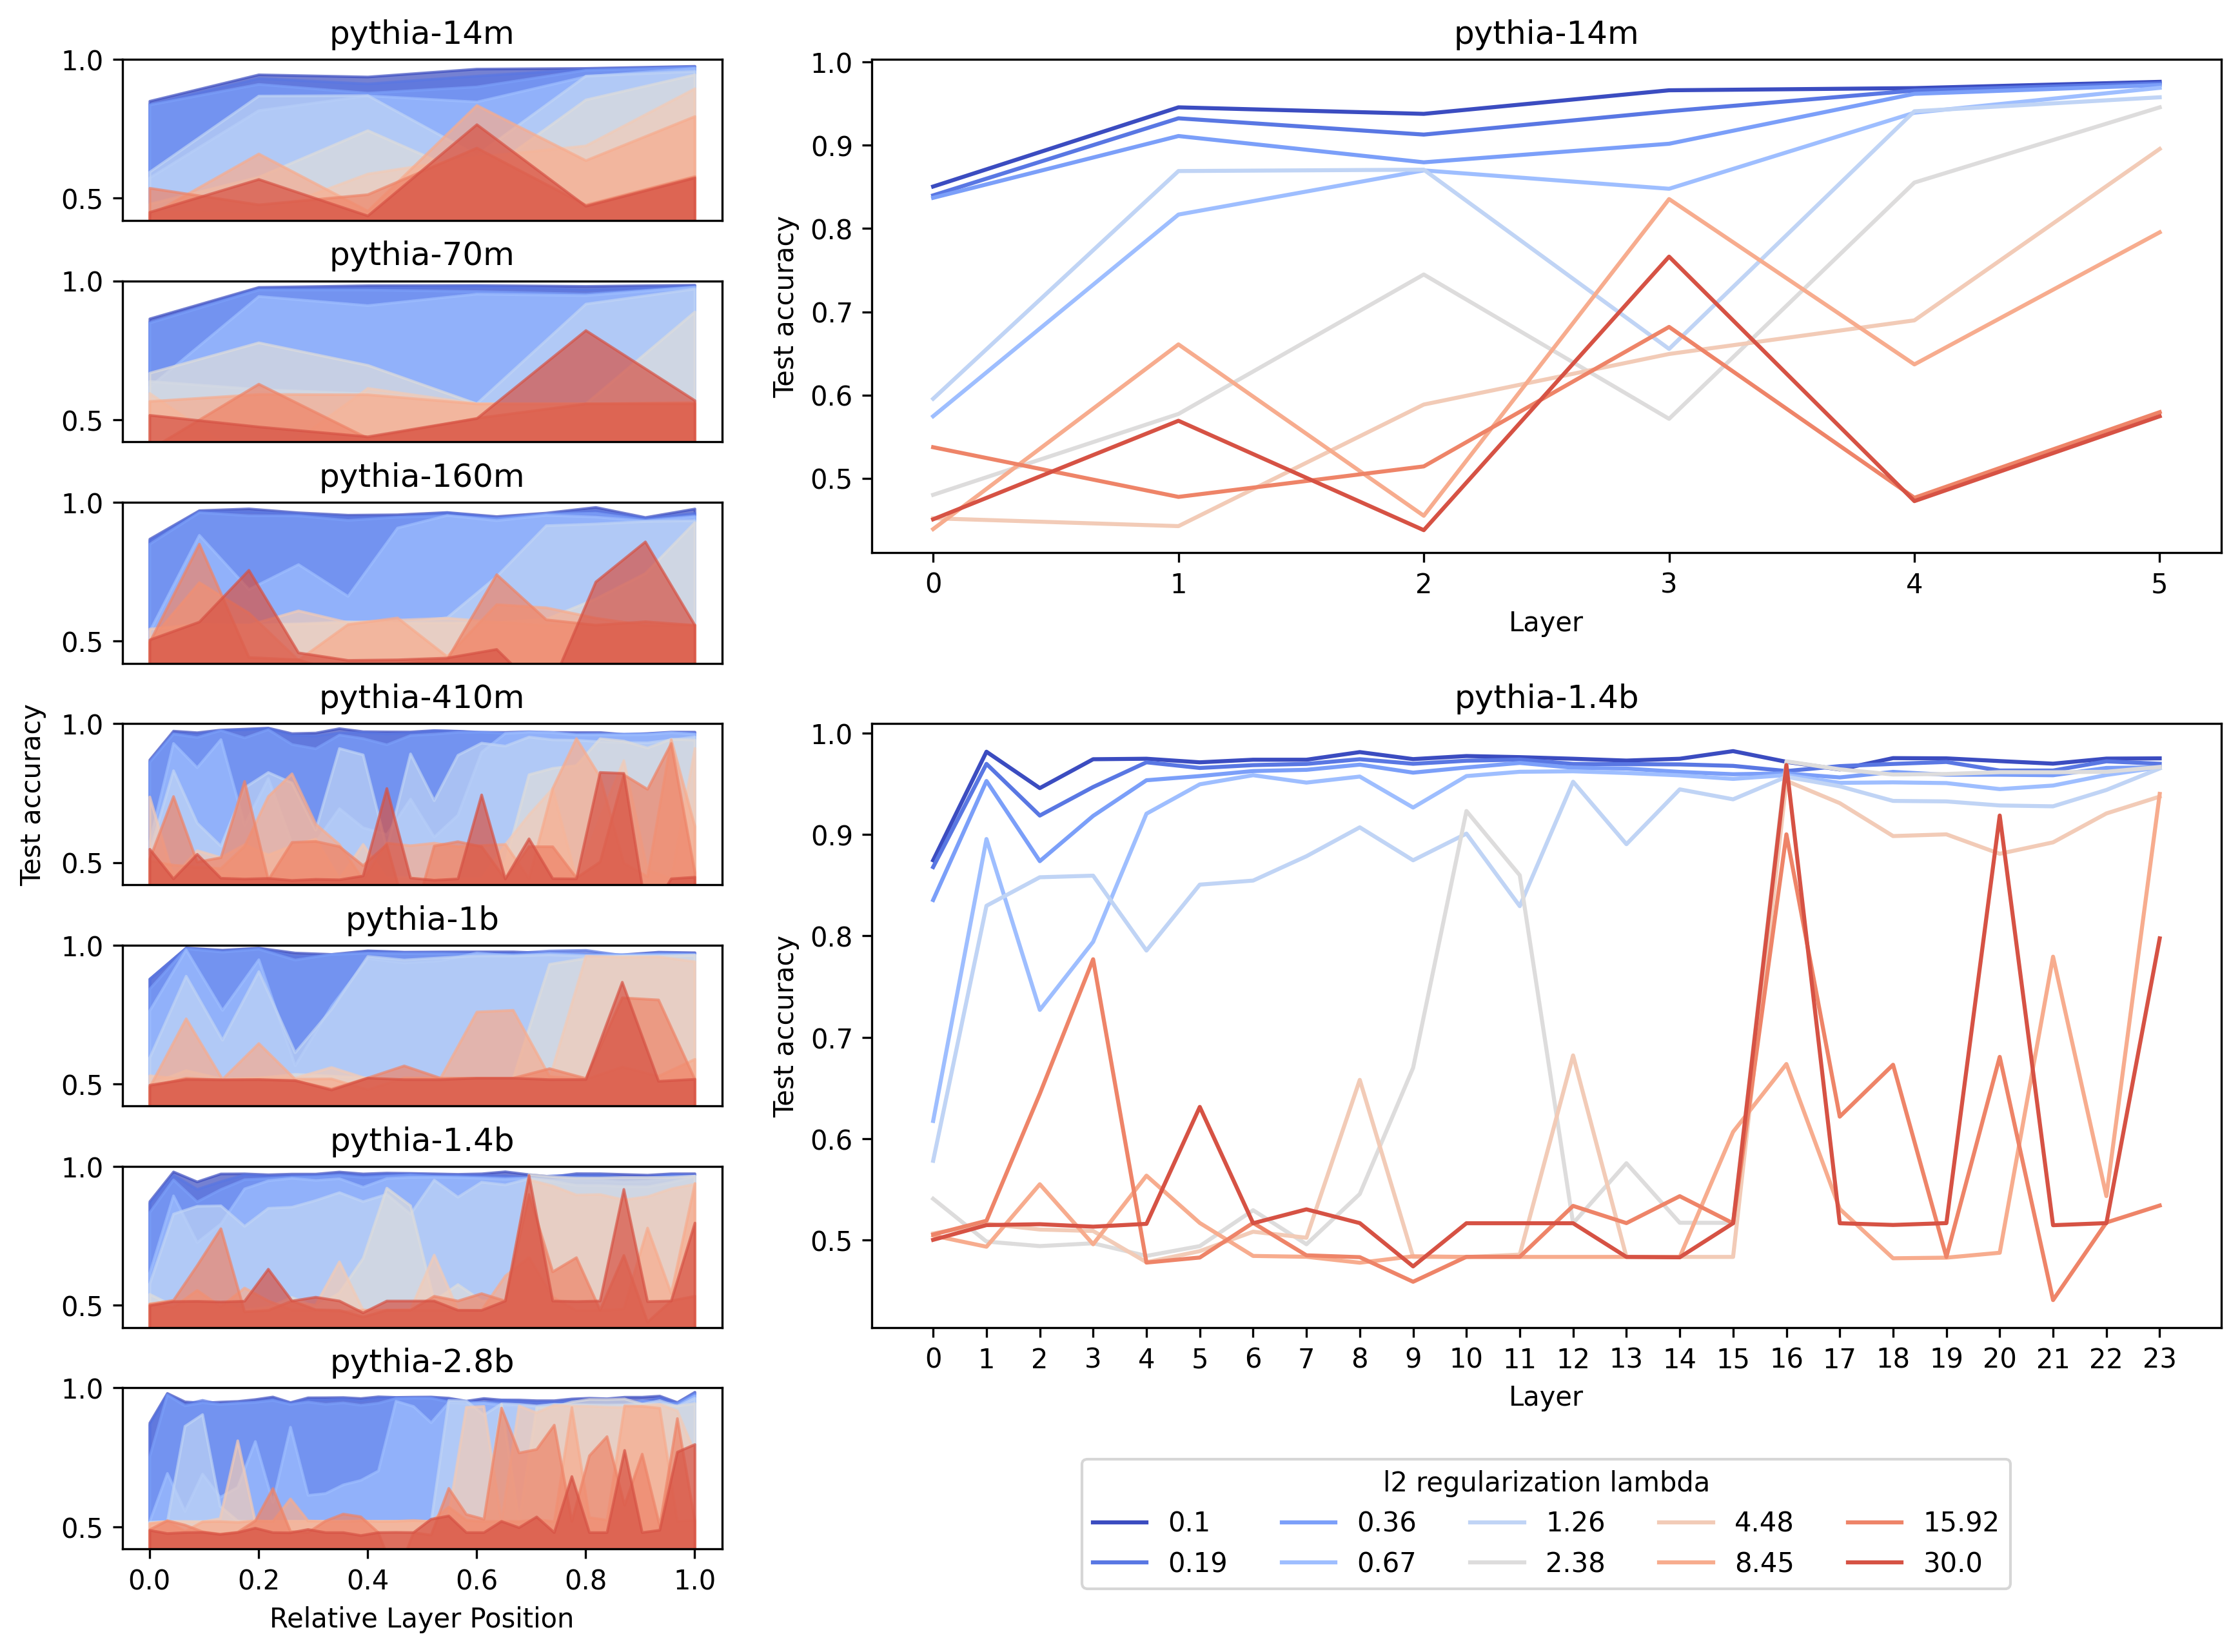 pythia-14m
1.0
0.5
pythia-70m
1.0
0.5
pythia-160m
1.0
0.5
pythia-410m
1.0
0.5
Test accuracy
pythia-1b
1.0
0.5
pythia-1.4b
1.0
0.5
pythia-2.8b
1.0
0.5
0.0 0.2 0.4 0.6 0.8 1.0
Relative Layer Position
pythia-14m
1.0
0.9
0.8
0.7
0.6
0.5
Test accuracy
0 1 2 3 4 5
Layer
pythia-1.4b
1.0
0.9
0.8
0.7
0.6
0.5
Test accuracy
0 1 2 3 4 5 6 7 8 9 10 11 12 13 14 15 16 17 18 19 20 21 22 23
Layer
l2 regularization lambda
0.1 0.36 1.26 4.48 15.92
0.19 0.67 2.38 8.45 30.0